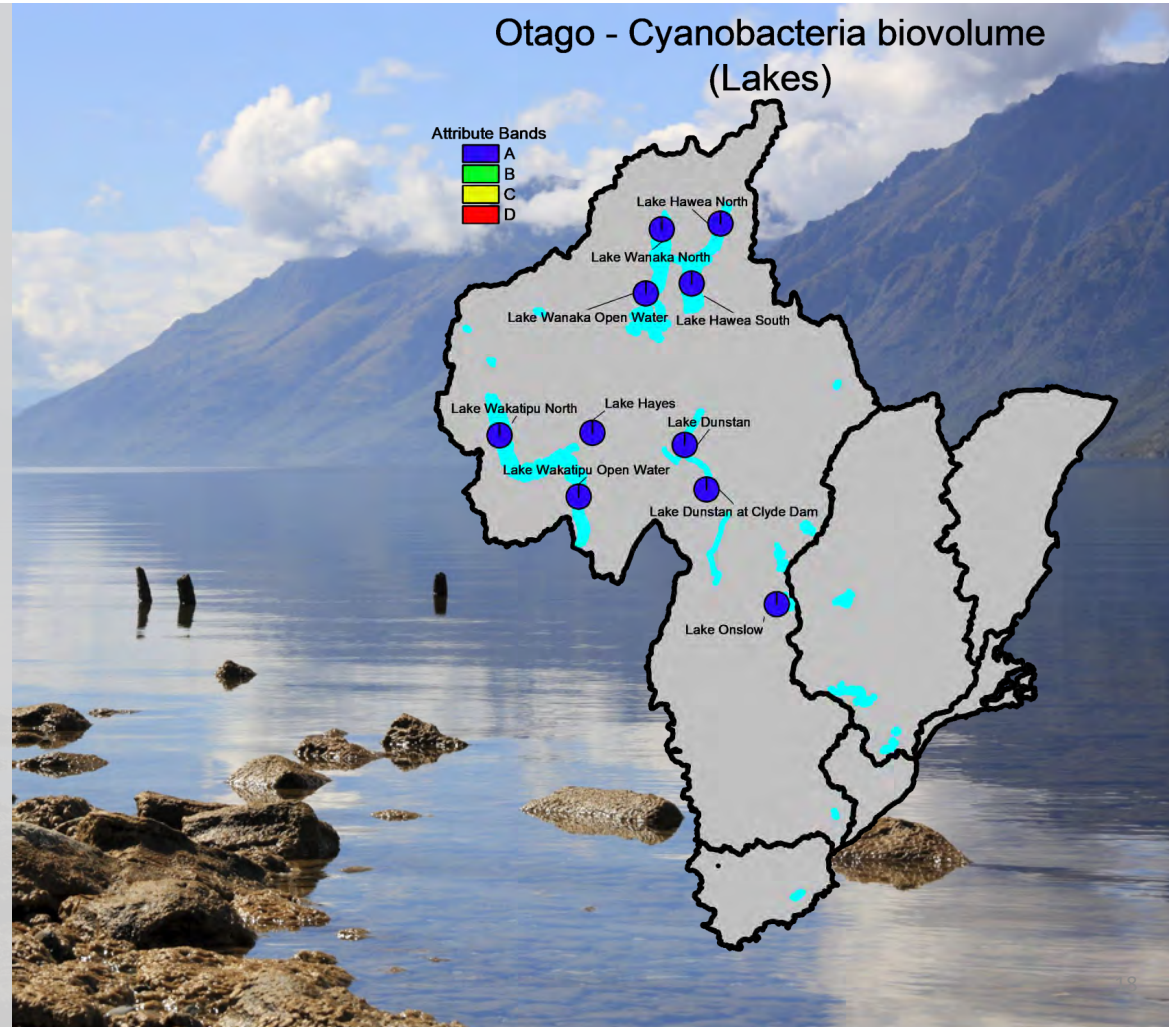 Otago - Cyanobacteria biovolume
(Lakes)
Attribute Bands
A
B
C
D
Lake Hawea North
Lake Wanaka North
Lake Wanaka Open Water
Lake Hawea South
Lake Wakatipu North
Lake Hayes
Lake Dunstan
Lake Wakatipu Open Water
Lake Dunstan at Clyde Dam
Lake Onslow
18